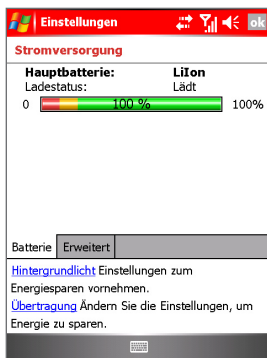 Einstellungen ok
Stromversorgung
Hauptbatterie: LiIon
Ladestatus: Lädt
0 100 % 100%
Batterie Erweitert
Hintergrundlicht Einstellungen zum
Energiesparen vornehmen.
Übertragung Ändern Sie die Einstellungen, um
Energie zu sparen.